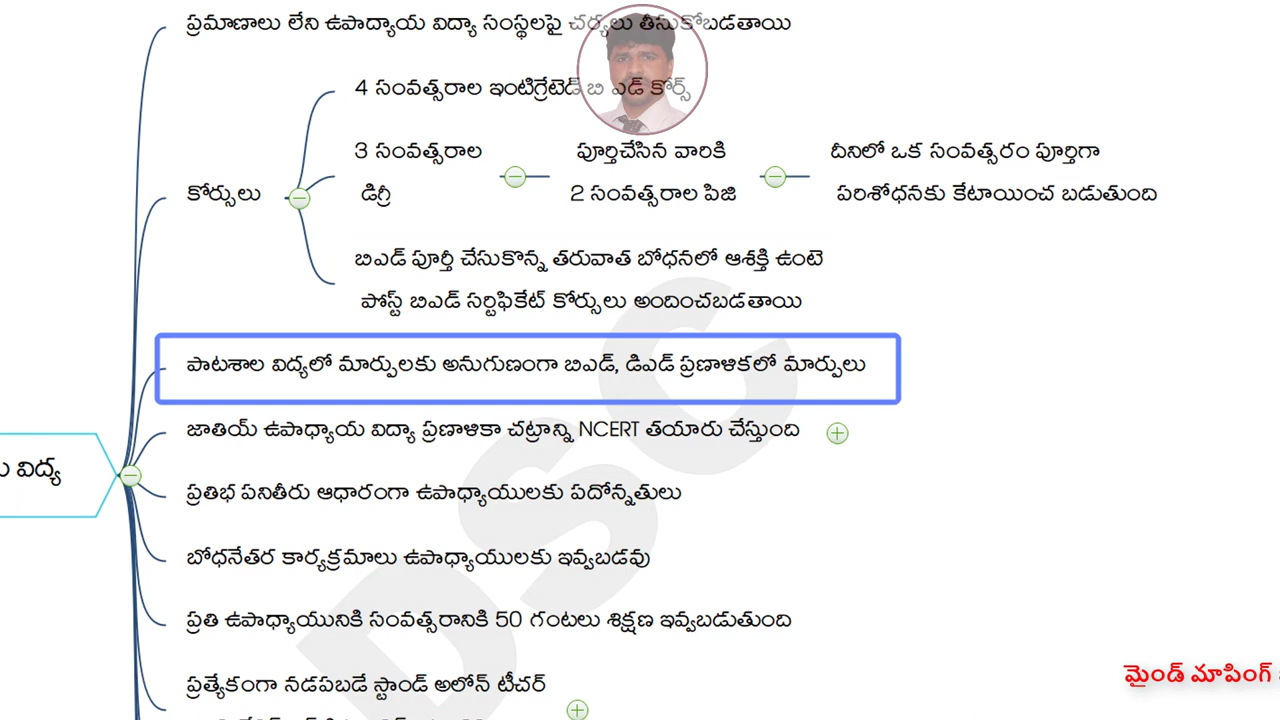 ప్రమాణాలు లేని ఉపాద్యాయ విద్యా సంస్థలపై చర్యలు తీసుకోబడతాయి
4 సంవత్సరాల ఇంటిగ్రేటెడ్ బి ఎడ్ కోర్స్
3 సంవత్సరాల
డిగ్రీ
పూర్తిచేసిన వారికి
2 సంవత్సరాల పిజి
దీనిలో ఒక సంవత్సరం పూర్తిగా
పరిశోధనకు కేటాయించ బడుతుంది
కోర్సులు
బిఎడ్ పూర్తీ చేసుకొన్న తరువాత బోధనలో ఆశక్తి ఉంటె
పోస్ట్ బిఎడ్ సర్టిఫికేట్ కోర్సులు అందించబడతాయి
పాటశాల విద్యలో మార్పులకు అనుగుణంగా బిఎడ్, డిఎడ్ ప్రణాళికలో మార్పులు
జాతియ్ ఉపాధ్యాయ విద్యా ప్రణాళికా చట్రాన్ని NCERT తయారు చేస్తుంది
విద్య
ప్రతిభ పనితీరు ఆధారంగా ఉపాధ్యాయులకు పదోన్నతులు
బోధనేతర కార్యక్రమాలు ఉపాధ్యాయులకు ఇవ్వబడవు
ప్రతి ఉపాధ్యాయునికి సంవత్సరానికి 50 గంటలు శిక్షణ ఇవ్వబడుతుంది
ప్రత్యేకంగా నడపబడే స్టాండ్ అలోన్ టీచర్
మైండ్ మాపింగ్
DSC